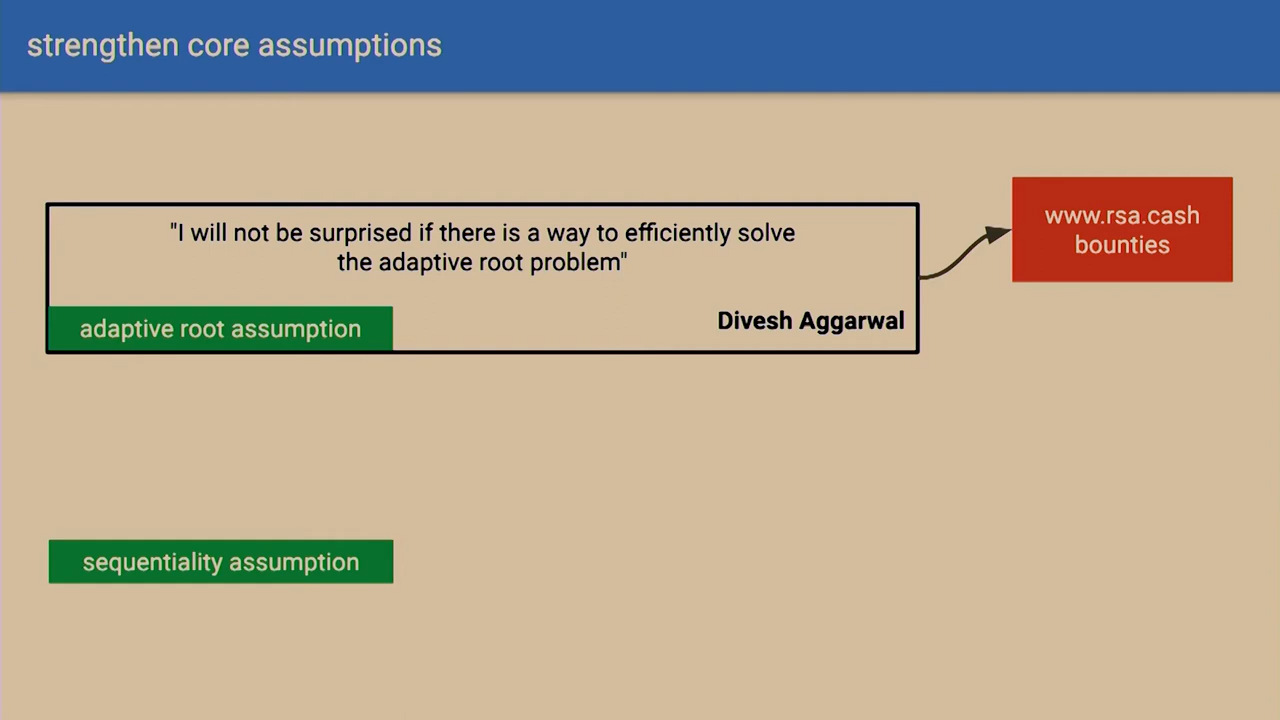 strengthen core assumptions
"I will not be surprised if there is a way to efficiently solve
the adaptive root problem"
adaptive root assumption
Divesh Aggarwal
www.rsa.cash
bounties
sequentiality assumption